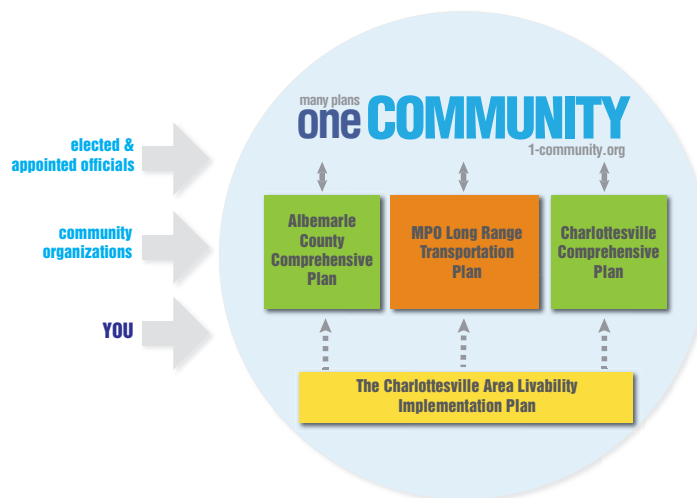 many plans
one COMMUNITY
1-community.org
elected &
appointed officials
community
organizations
YOU
Albemarle
County
Comprehensive
Plan
MPO Long Range
Transportation
Plan
Charlottesville
Comprehensive
Plan
The Charlottesville Area Livability
Implementation Plan